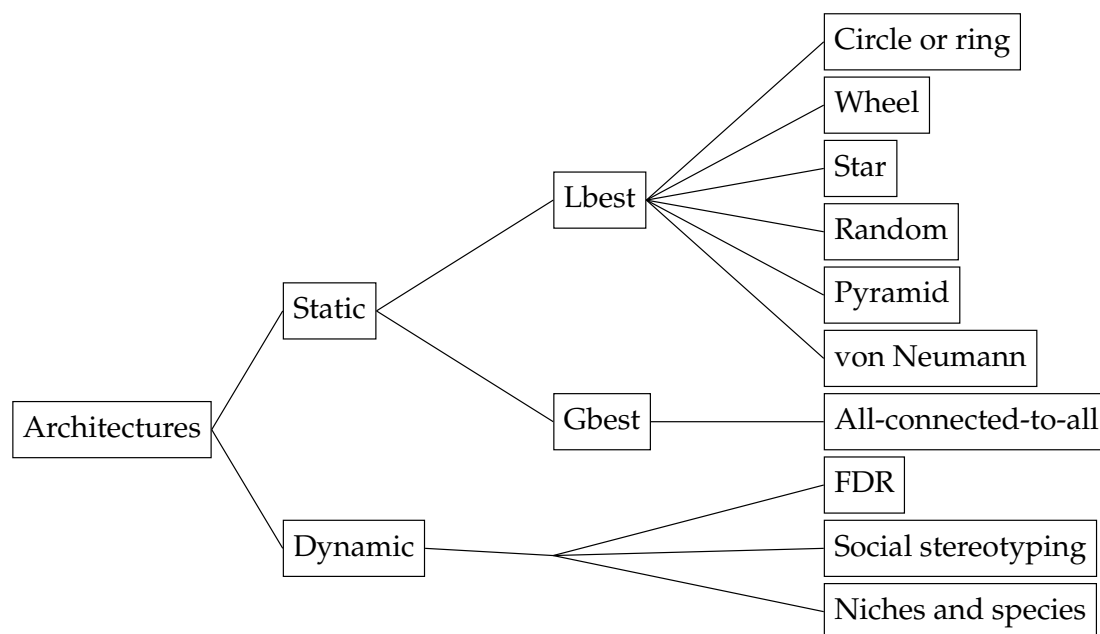 Circle or ring
Wheel
Star
Lbest
Random
Pyramid
Static
von Neumann
Gbest
All-connected-to-all
Architectures
FDR
Dynamic
Social stereotyping
Niches and species